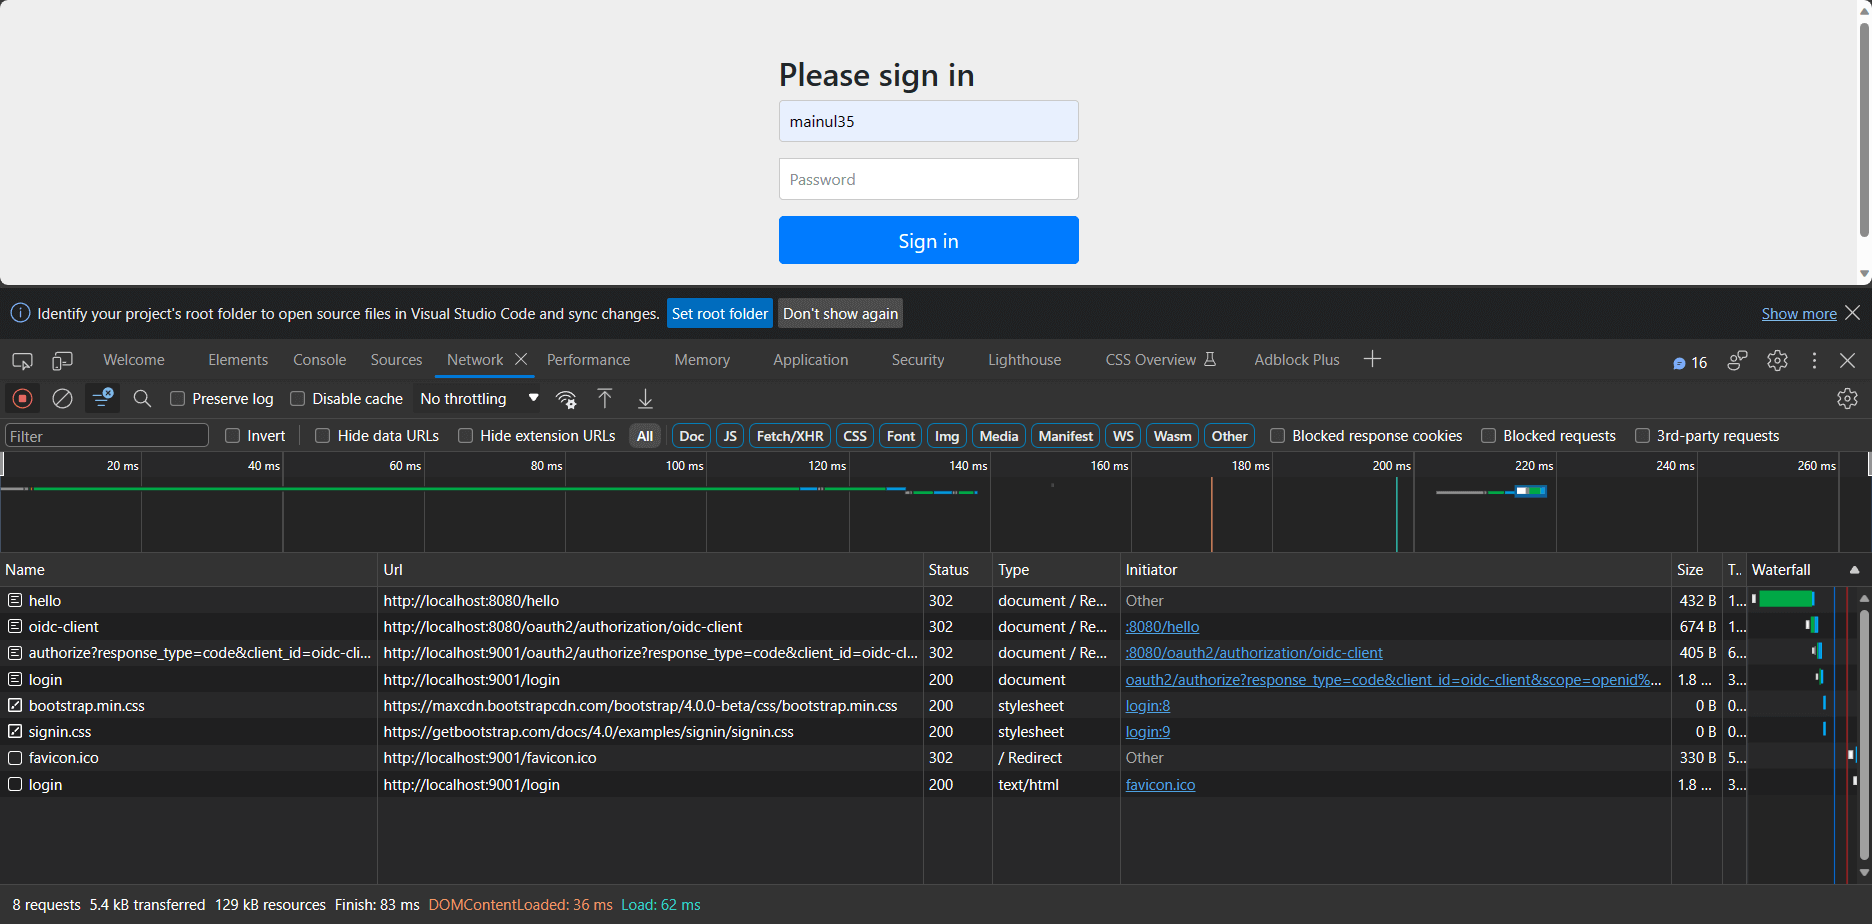 Please sign in
mainul35
Password
Sign in
Identify your project's root folder to open source files in Visual Studio Code and sync changes. Set root folder Don't show again Show more
Welcome Elements Console Sources Network Performance Memory Application Security Lighthouse CSS Overview Adblock Plus 16
Preserve log Disable cache No throttling
Filter Invert Hide data URLs Hide extension URLs All Doc JS Fetch/XHR CSS Font Img Media Manifest WS Wasm Other Blocked response cookies Blocked requests 3rd-party requests
20 ms 40 ms 60 ms 80 ms 100 ms 120 ms 140 ms 160 ms 180 ms 200 ms 220 ms 240 ms 260 ms
Name Url Status Type Initiator Size T.. Waterfall
hello http://localhost:8080/hello 302 document / Re... Other 432 B 1...
oidc-client http://localhost:8080/oauth2/authorization/oidc-client 302 document / Re... :8080/hello 674 B 1...
authorize?response_type=code&client_id=oidc-cli... http://localhost:9001/oauth2/authorize?response_type=code&client_id=oidc-cl... 302 document / Re... :8080/oauth2/authorization/oidc-client 405 B 6...
login http://localhost:9001/login 200 document oauth2/authorize?response_type=code&client_id=oidc-client&scope=openid%... 1.8 ... 3...
bootstrap.min.css https://maxcdn.bootstrapcdn.com/bootstrap/4.0.0-beta/css/bootstrap.min.css 200 stylesheet login:8 0 B 0...
signin.css https://getbootstrap.com/docs/4.0/examples/signin/signin.css 200 stylesheet login:9 0 B 0...
favicon.ico http://localhost:9001/favicon.ico 302 / Redirect Other 330 B 5...
login http://localhost:9001/login 200 text/html favicon.ico 1.8 ... 3...
8 requests 5.4 kB transferred 129 kB resources Finish: 83 ms DOMContentLoaded: 36 ms Load: 62 ms